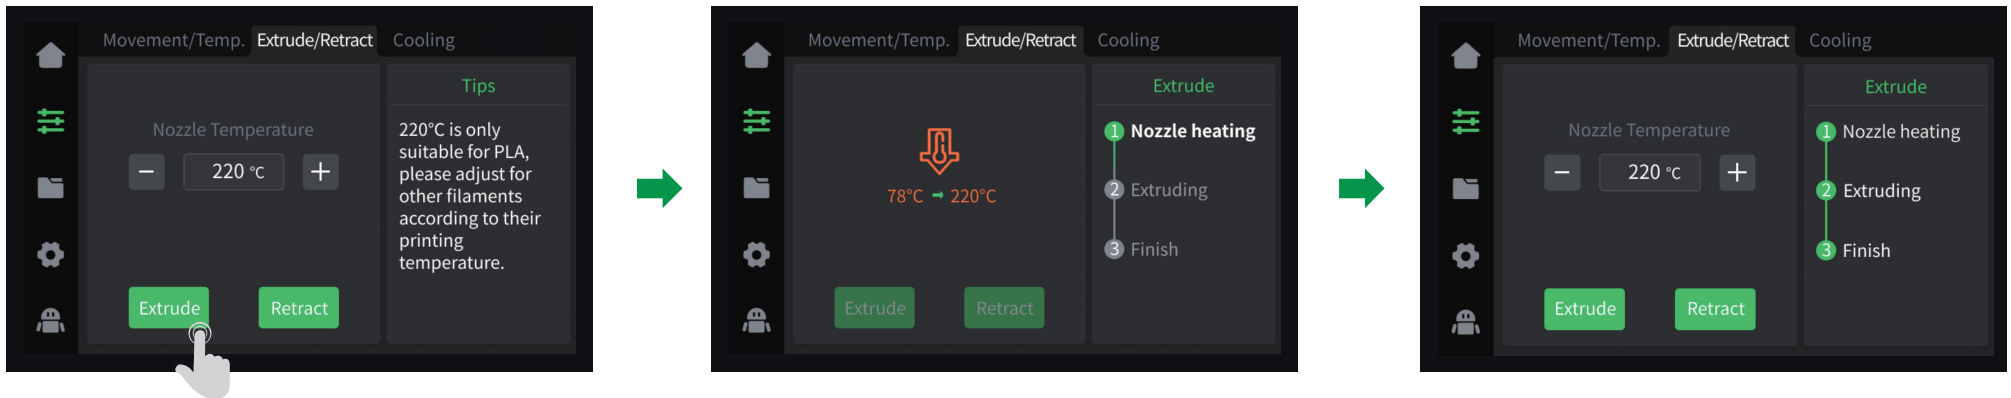 Movement/Temp. Extrude/Retract Cooling
Nozzle Temperature
− 220 °C +
Extrude Retract
Tips
220°C is only
suitable for PLA,
please adjust for
other filaments
according to their
printing
temperature.
Movement/Temp. Extrude/Retract Cooling
78°C → 220°C
Extrude Retract
Extrude
1 Nozzle heating
2 Extruding
3 Finish
Movement/Temp. Extrude/Retract Cooling
Nozzle Temperature
− 220 °C +
Extrude Retract
Extrude
1 Nozzle heating
2 Extruding
3 Finish